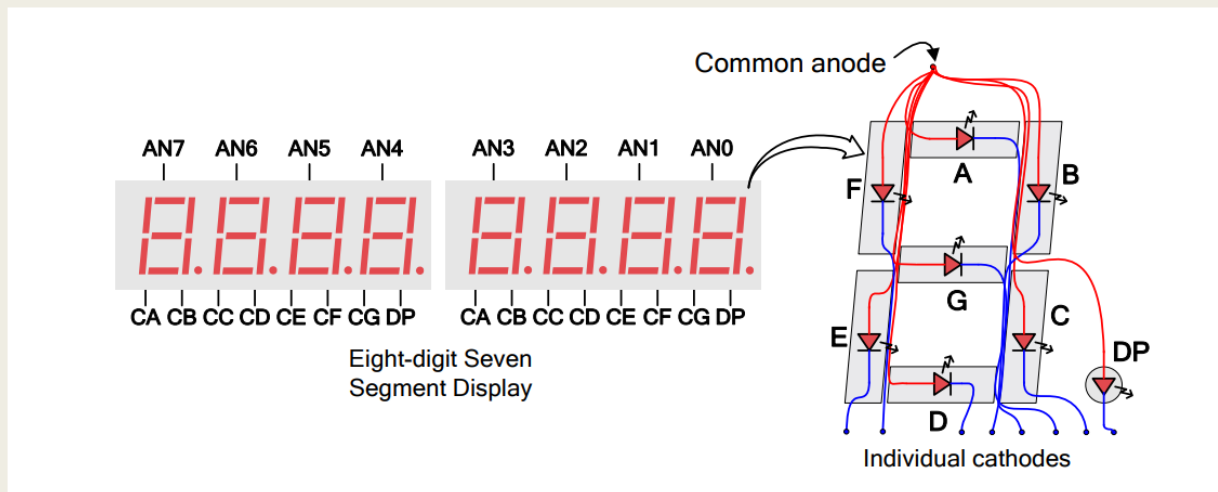 Common anode
AN7 AN6 AN5 AN4 AN3 AN2 AN1 AN0
CA CB CC CD CE CF CG DP CA CB CC CD CE CF CG DP
Eight-digit Seven
Segment Display
A
F
B
G
E
C
D
DP
Individual cathodes